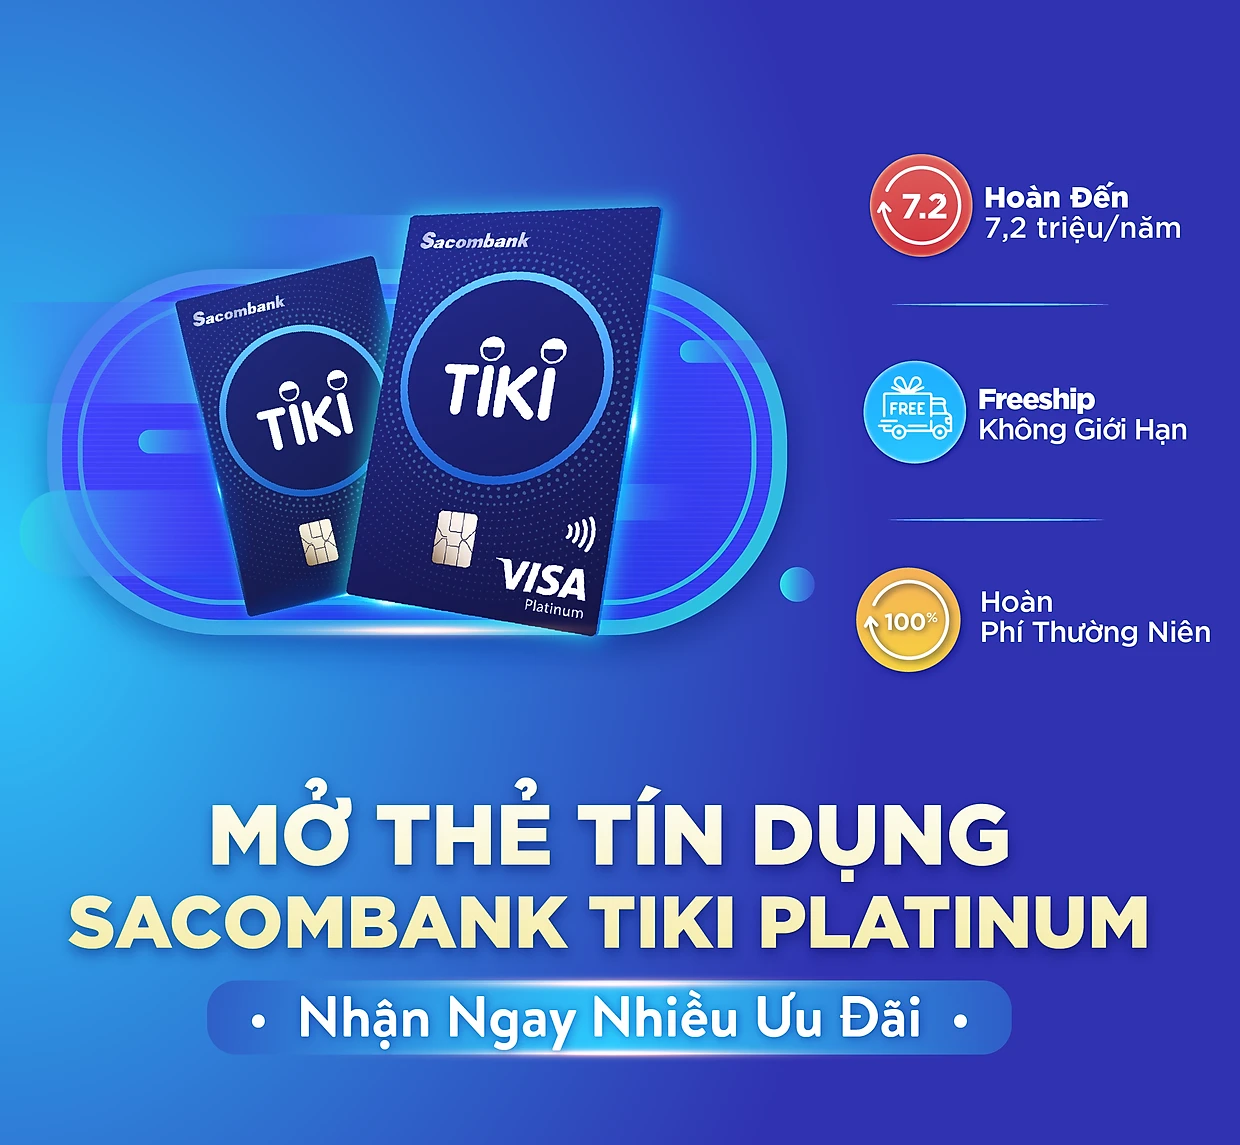 Sacombank
TIKI
Sacombank
TIKI
VISA
Platinum
7.2
Hoàn Đến
7,2 triệu/năm
FREE
Freeship
Không Giới Hạn
100%
Hoàn
Phí Thường Niên
MỞ THẺ TÍN DỤNG
SACOMBANK TIKI PLATINUM
• Nhận Ngay Nhiều Ưu Đãi •